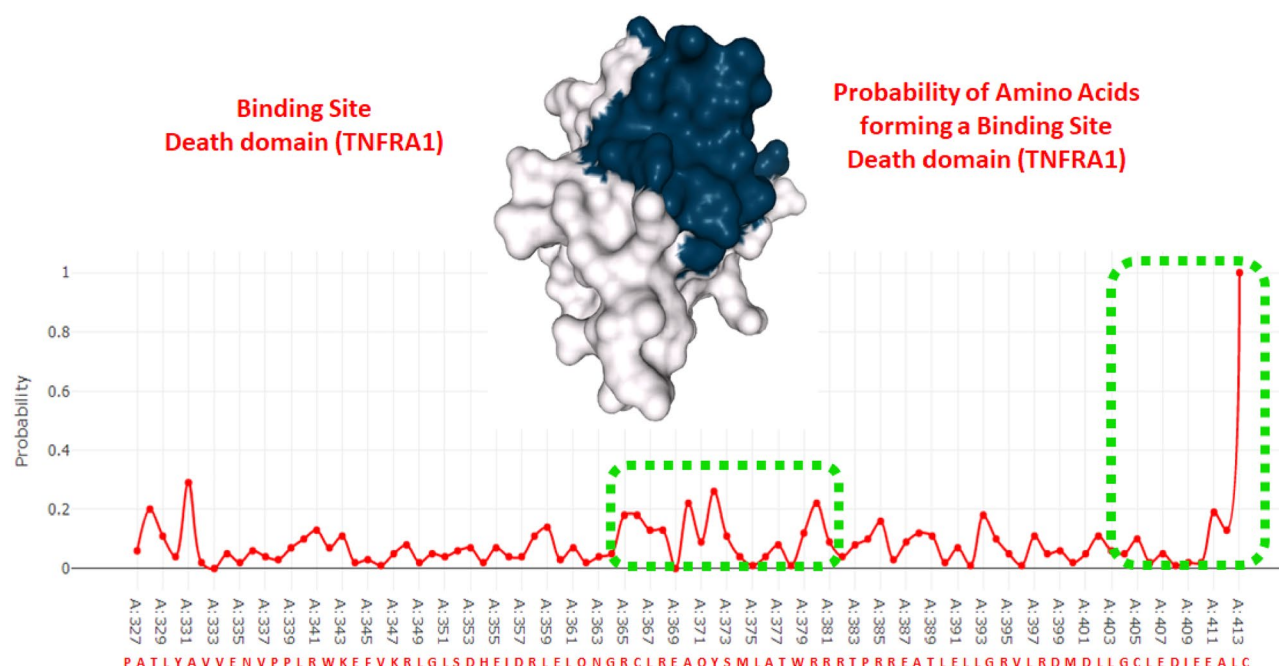 Binding Site
Death domain (TNFRA1)
Probability of Amino Acids
forming a Binding Site
Death domain (TNFRA1)
Probability
1
0.8
0.6
0.4
0.2
0
A:327
A:329
A:331
A:333
A:335
A:337
A:339
A:341
A:343
A:345
A:347
A:349
A:351
A:353
A:355
A:357
A:359
A:361
A:363
A:365
A:367
A:369
A:371
A:373
A:375
A:377
A:379
A:381
A:383
A:385
A:387
A:389
A:391
A:393
A:395
A:397
A:399
A:401
A:403
A:405
A:407
A:409
A:411
A:413
P A T L Y A V V E N V P P L R W K E F V K R L G L S D H E I D R L E L Q N G R C L R E A Q Y S M L A T W R R R T P R R E A T L E L L G R V L R D M D L L G C L E D I E E A L C